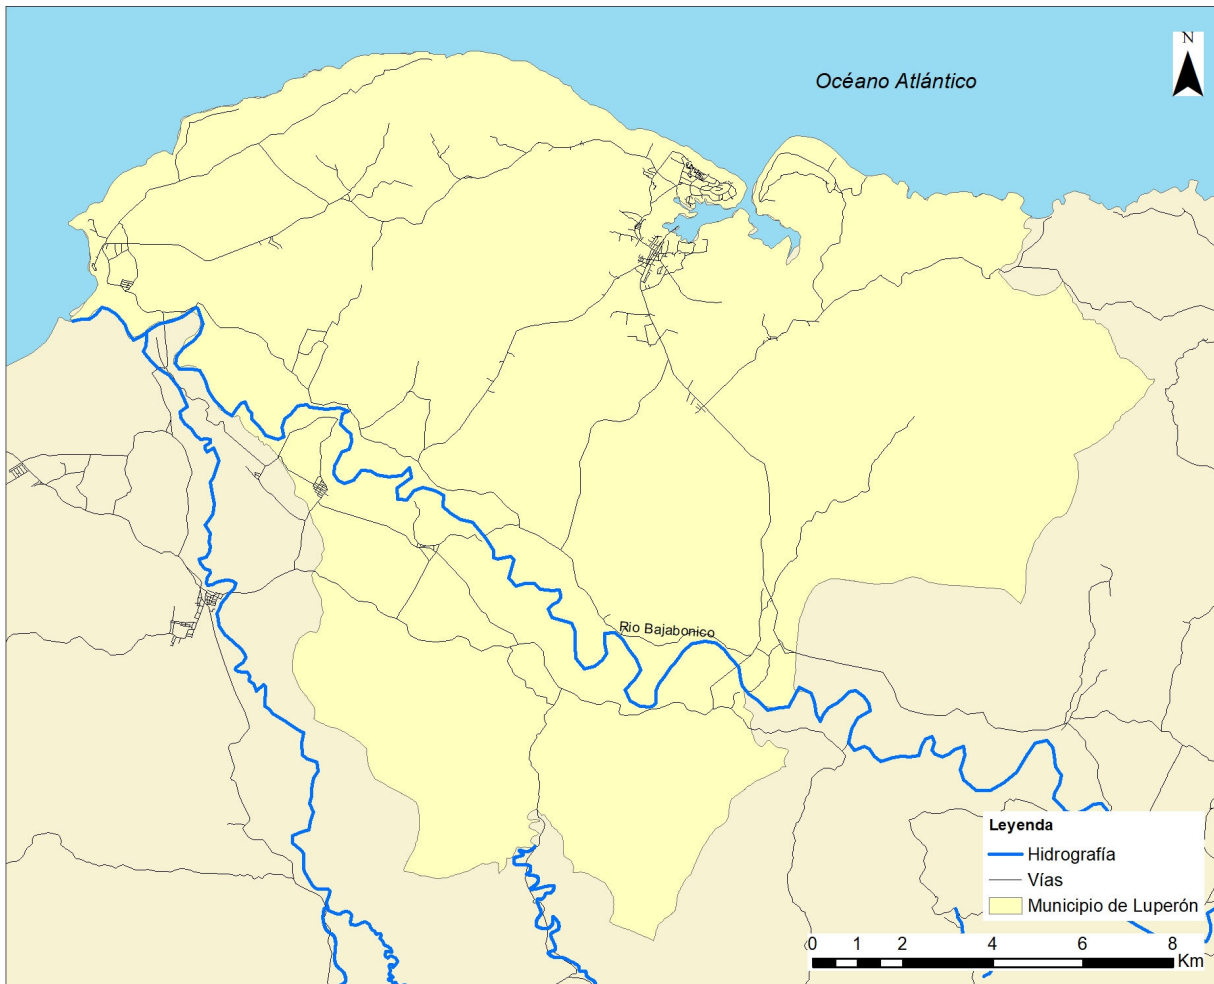 N
Océano Atlántico
Rio Bajabonico
Leyenda
Hidrografía
Vías
Municipio de Luperón
0 1 2 4 6 8
Km